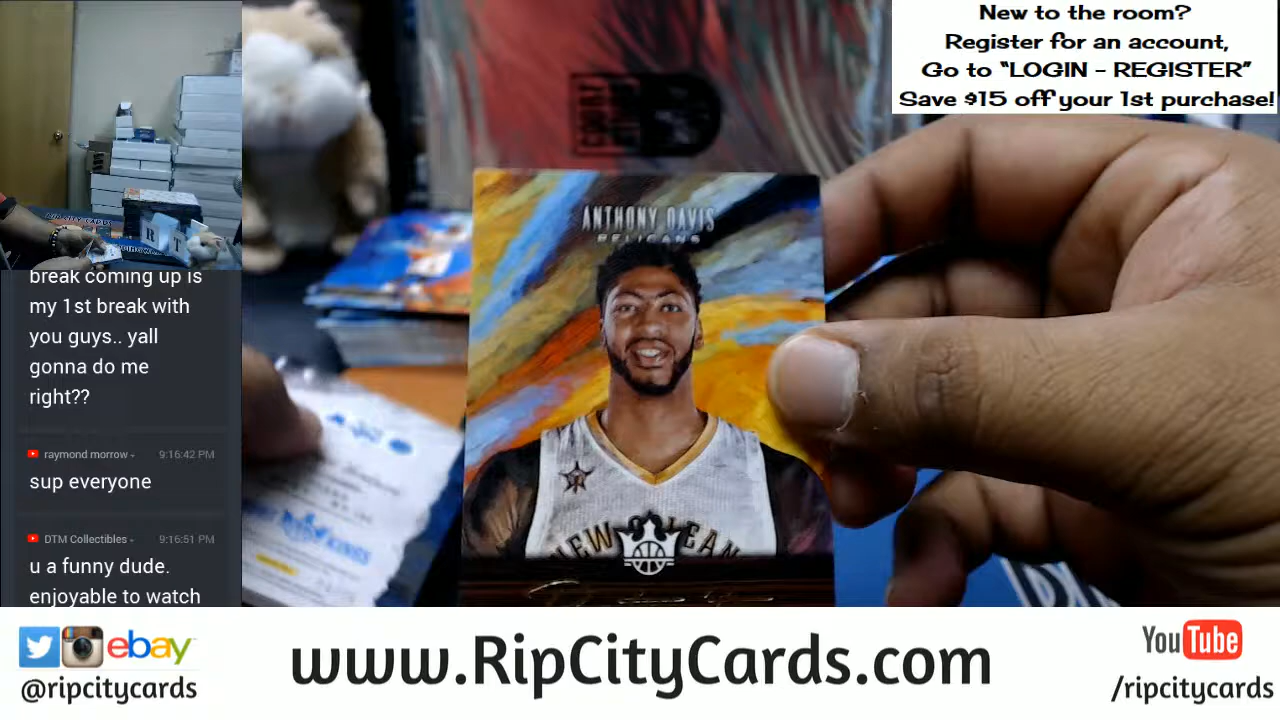 New to the room?
Register for an account,
Go to "LOGIN - REGISTER"
Save $15 off your 1st purchase!
ANTHONY DAVIS
PELICANS
NEW ORLEAN
break coming up is
my 1st break with
you guys.. yall
gonna do me
right??
raymond morrow 9:16:42 PM
sup everyone
DTM Collectibles 9:16:51 PM
u a funny dude.
enjoyable to watch
KINGS
R T
ebay
@ripcitycards
www.RipCityCards.com
YouTube
/ripcitycards